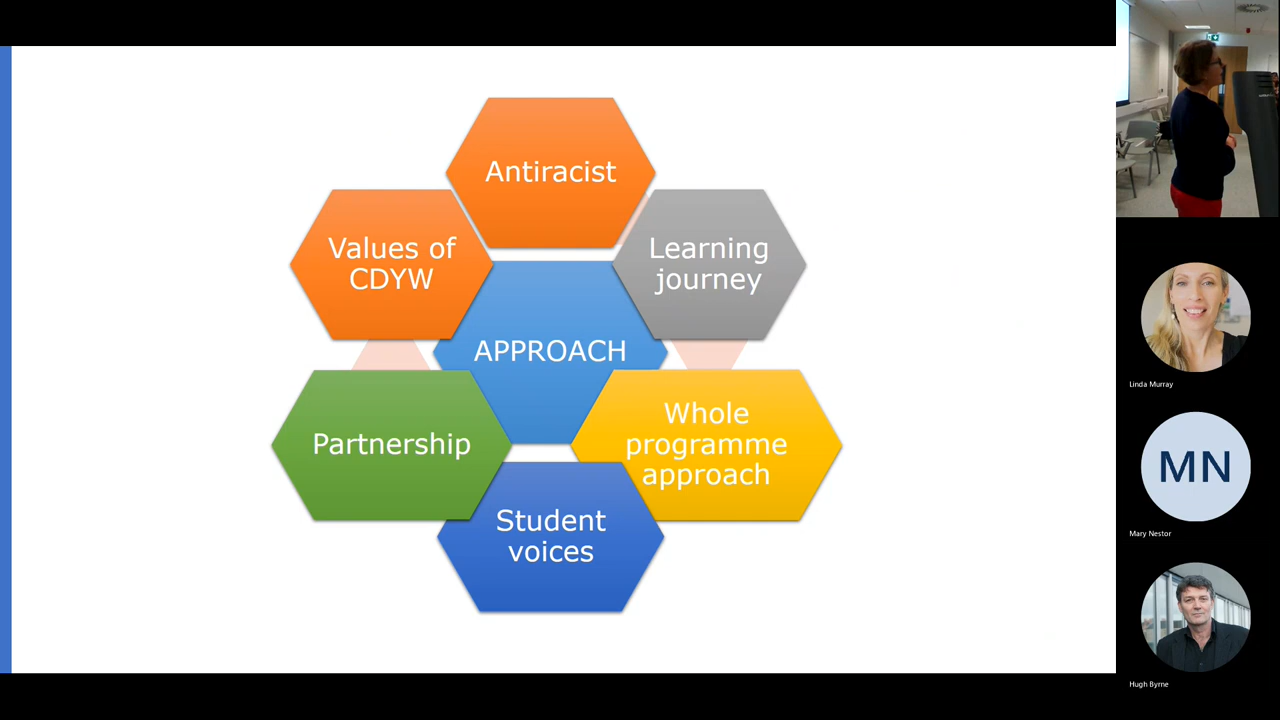 Antiracist
Values of
CDYW
Learning
journey
APPROACH
Partnership
Whole
programme
approach
Student
voices
Linda Murray
MN
Mary Nestor
Hugh Byrne